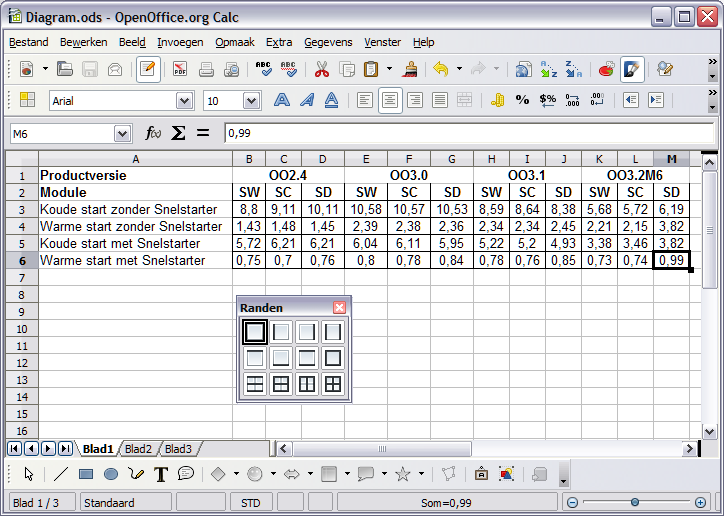 Diagram.ods - OpenOffice.org Calc
Bestand Bewerken Beeld Invoegen Opmaak Extra Gegevens Venster Help
Arial 10
M6 0,99
A B C D E F G H I J K L M
1 Productversie OO2.4 OO3.0 OO3.1 OO3.2M6
2 Module SW SC SD SW SC SD SW SC SD SW SC SD
3 Koude start zonder Snelstarter 8,8 9,11 10,11 10,58 10,57 10,53 8,59 8,64 8,38 5,68 5,72 6,19
4 Warme start zonder Snelstarter 1,43 1,48 1,45 2,39 2,38 2,36 2,34 2,34 2,45 2,21 2,15 3,82
5 Koude start met Snelstarter 5,72 6,21 6,21 6,04 6,11 5,95 5,22 5,2 4,93 3,38 3,46 3,82
6 Warme start met Snelstarter 0,75 0,7 0,76 0,8 0,78 0,84 0,78 0,76 0,85 0,73 0,74 0,99
7
8
9 Randen
10
11
12
13
14
15
16
Blad1 Blad2 Blad3
Blad 1 / 3 Standaard STD Som=0,99